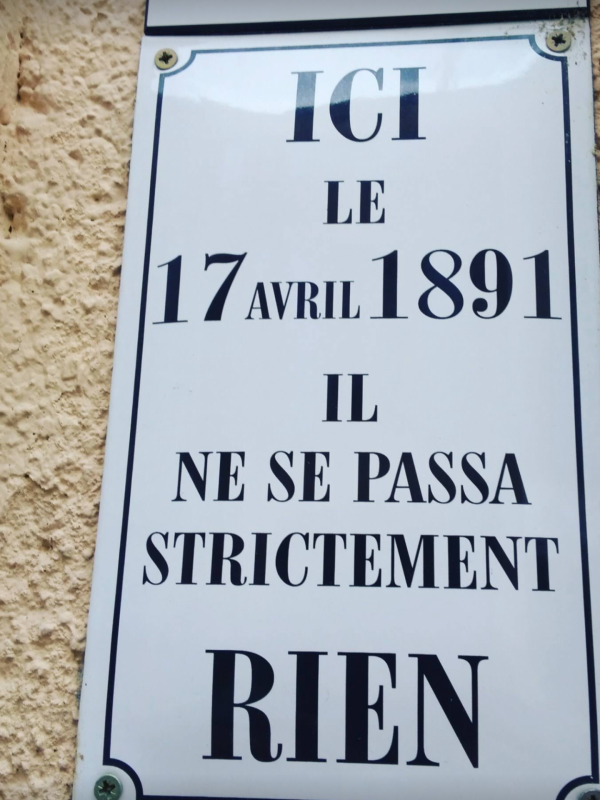 ICI
LE
17 AVRIL 1891
IL
NE SE PASSA
STRICTEMENT
RIEN